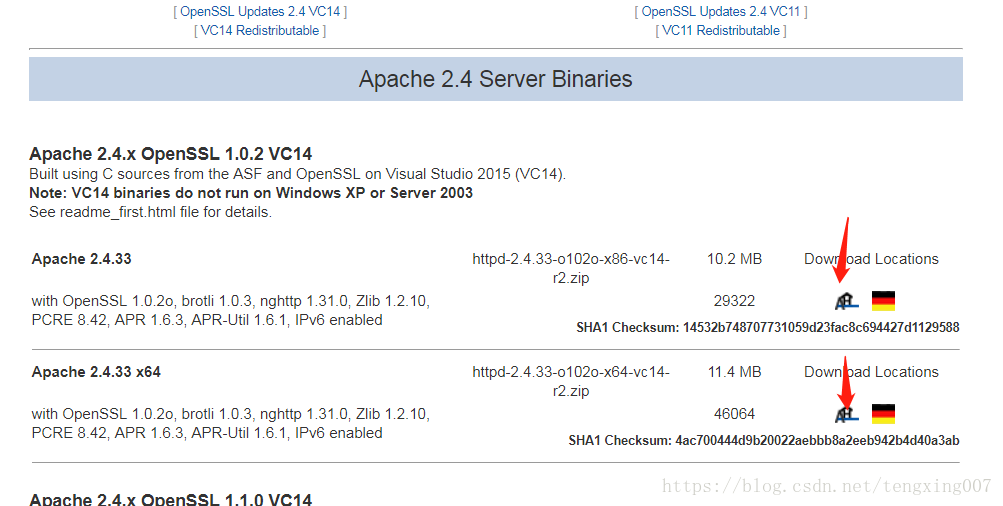 [ OpenSSL Updates 2.4 VC14 ]
[ OpenSSL Updates 2.4 VC11 ]
[ VC14 Redistributable ]
[ VC11 Redistributable ]
Apache 2.4 Server Binaries
Apache 2.4.x OpenSSL 1.0.2 VC14
Built using C sources from the ASF and OpenSSL on Visual Studio 2015 (VC14).
Note: VC14 binaries do not run on Windows XP or Server 2003
See readme_first.html file for details.
Apache 2.4.33
httpd-2.4.33-o102o-x86-vc14-
r2.zip
10.2 MB
Download Locations
with OpenSSL 1.0.2o, brotli 1.0.3, nghttp 1.31.0, Zlib 1.2.10,
PCRE 8.42, APR 1.6.3, APR-Util 1.6.1, IPv6 enabled
29322
SHA1 Checksum: 14532b748707731059d23fac8c694427d1129588
Apache 2.4.33 x64
httpd-2.4.33-o102o-x64-vc14-
r2.zip
11.4 MB
Download Locations
with OpenSSL 1.0.2o, brotli 1.0.3, nghttp 1.31.0, Zlib 1.2.10,
PCRE 8.42, APR 1.6.3, APR-Util 1.6.1, IPv6 enabled
46064
SHA1 Checksum: 4ac700444d9b20022aebbb8a2eeb942b4d40a3ab
Apache 2.4.x OpenSSL 1.1.0 VC14
https://blog.csdn.net/tengxing007